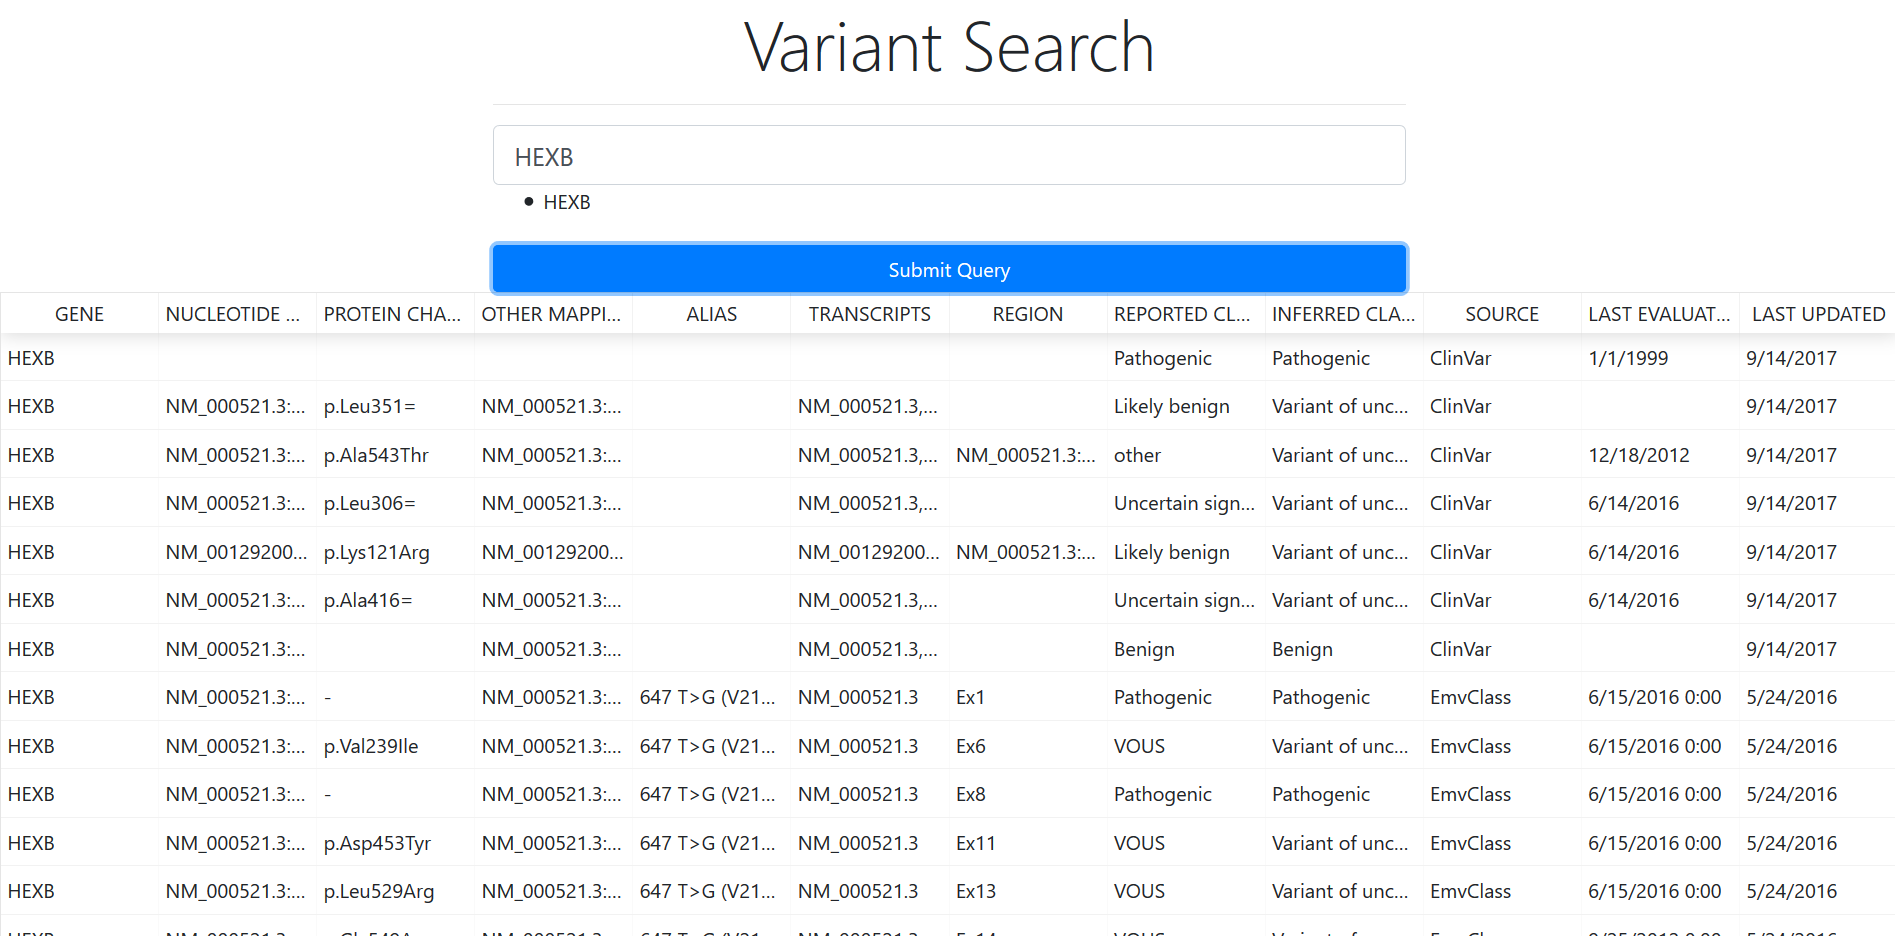 Variant Search
HEXB
HEXB
Submit Query
GENE NUCLEOTIDE ... PROTEIN CHA... OTHER MAPPI... ALIAS TRANSCRIPTS REGION REPORTED CL... INFERRED CLA... SOURCE LAST EVALUAT... LAST UPDATED
HEXB Pathogenic Pathogenic ClinVar 1/1/1999 9/14/2017
HEXB NM_000521.3:... p.Leu351= NM_000521.3:... NM_000521.3,... Likely benign Variant of unc... ClinVar 9/14/2017
HEXB NM_000521.3:... p.Ala543Thr NM_000521.3:... NM_000521.3,... NM_000521.3:... other Variant of unc... ClinVar 12/18/2012 9/14/2017
HEXB NM_000521.3:... p.Leu306= NM_000521.3:... NM_000521.3,... Uncertain sign... Variant of unc... ClinVar 6/14/2016 9/14/2017
HEXB NM_00129200... p.Lys121Arg NM_00129200... NM_00129200... NM_000521.3:... Likely benign Variant of unc... ClinVar 6/14/2016 9/14/2017
HEXB NM_000521.3:... p.Ala416= NM_000521.3:... NM_000521.3,... Uncertain sign... Variant of unc... ClinVar 6/14/2016 9/14/2017
HEXB NM_000521.3:... NM_000521.3:... NM_000521.3,... Benign Benign ClinVar 9/14/2017
HEXB NM_000521.3:... - NM_000521.3:... 647 T>G (V21... NM_000521.3 Ex1 Pathogenic Pathogenic EmvClass 6/15/2016 0:00 5/24/2016
HEXB NM_000521.3:... p.Val239Ile NM_000521.3:... 647 T>G (V21... NM_000521.3 Ex6 VOUS Variant of unc... EmvClass 6/15/2016 0:00 5/24/2016
HEXB NM_000521.3:... - NM_000521.3:... 647 T>G (V21... NM_000521.3 Ex8 Pathogenic Pathogenic EmvClass 6/15/2016 0:00 5/24/2016
HEXB NM_000521.3:... p.Asp453Tyr NM_000521.3:... 647 T>G (V21... NM_000521.3 Ex11 VOUS Variant of unc... EmvClass 6/15/2016 0:00 5/24/2016
HEXB NM_000521.3:... p.Leu529Arg NM_000521.3:... 647 T>G (V21... NM_000521.3 Ex13 VOUS Variant of unc... EmvClass 6/15/2016 0:00 5/24/2016